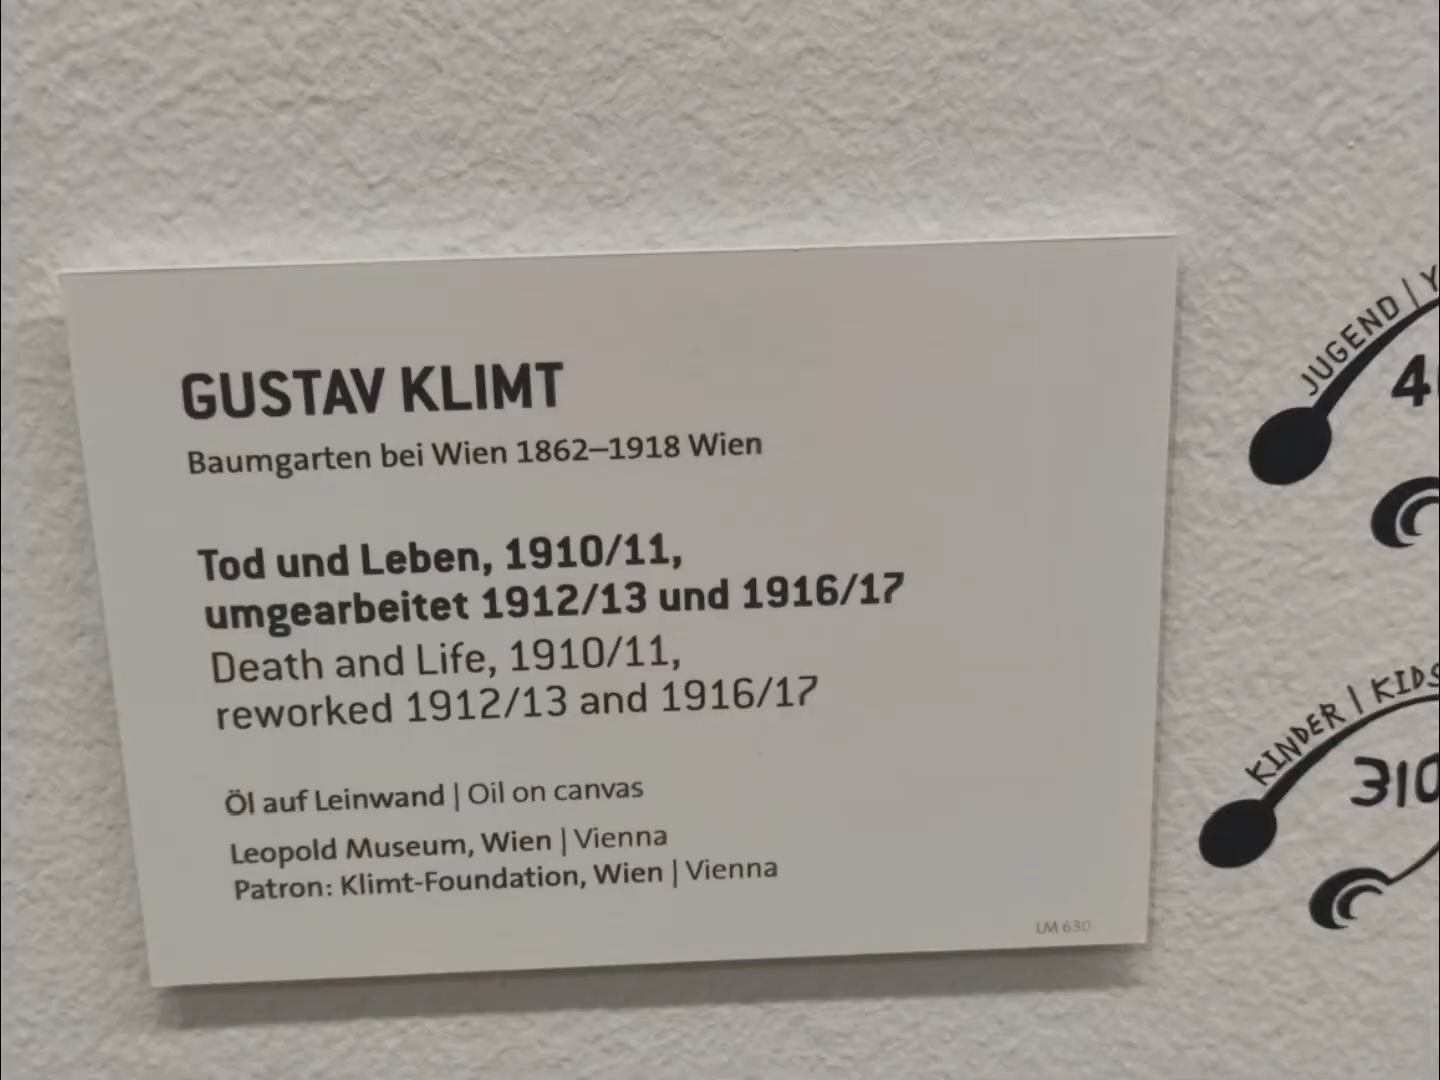 GUSTAV KLIMT
Baumgarten bei Wien 1862–1918 Wien
Tod und Leben, 1910/11,
umgearbeitet 1912/13 und 1916/17
Death and Life, 1910/11,
reworked 1912/13 and 1916/17
Öl auf Leinwand | Oil on canvas
Leopold Museum, Wien | Vienna
Patron: Klimt-Foundation, Wien | Vienna
LM 630
JUGEND |
KINDER | KIDS
310